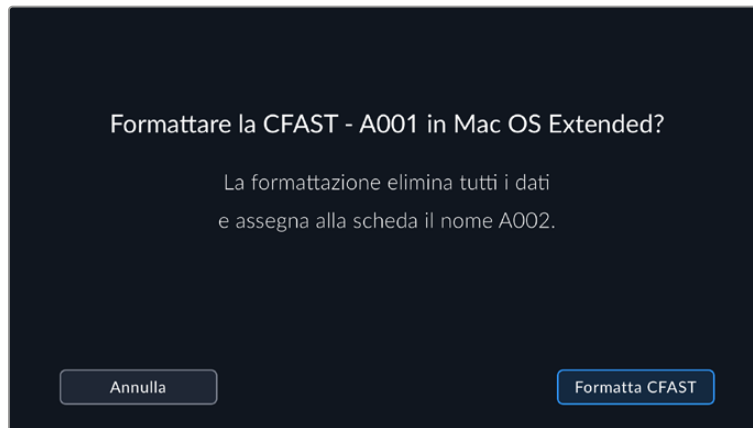 Formattare la CFAST - A001 in Mac OS Extended?
La formattazione elimina tutti i dati
e assegna alla scheda il nome A002.
Annulla
Formatta CFAST